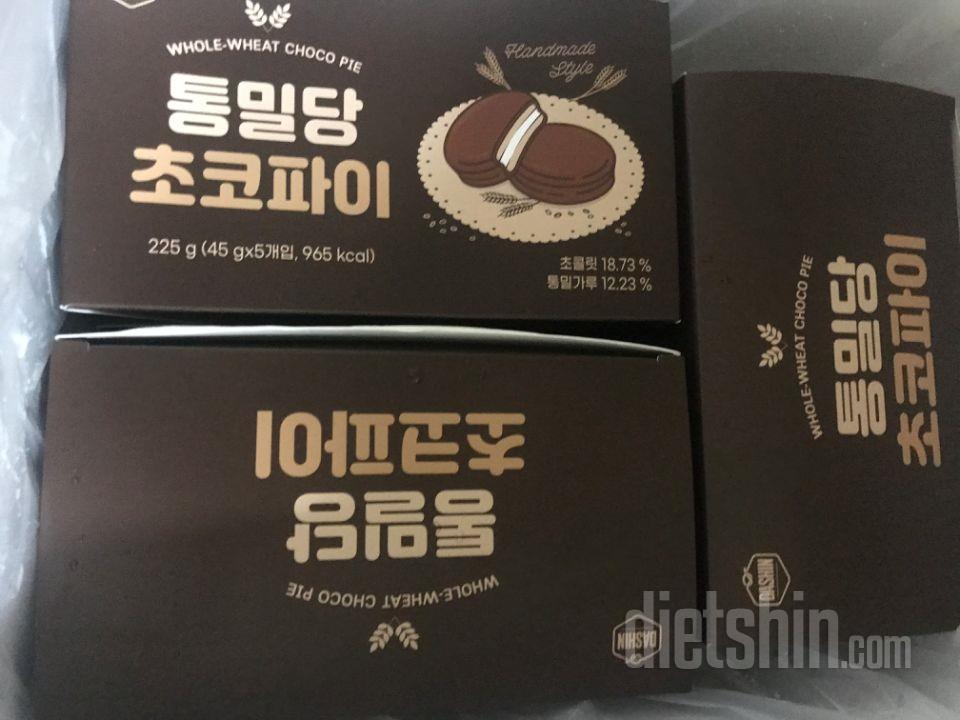 WHOLE-WHEAT CHOCO PIE
통밀당
초코파이
225 g (45 gx5개입, 965 kcal)
Handmade
Style
초콜릿 18.73 %
통밀가루 12.23 %
WHOLE-WHEAT CHOCO PIE
통밀당
초코파이
DASHIN
WHOLE-WHEAT CHOCO PIE
통밀당
초코파이
DASHIN
dietshin.com